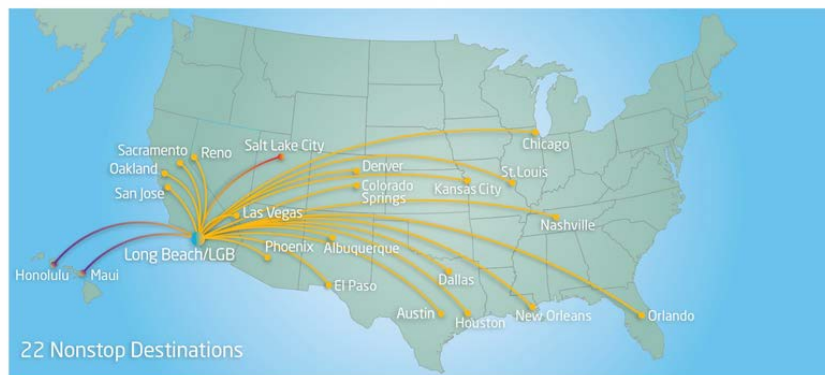 Chicago
Sacramento
Reno
Salt Lake City
Oakland
Denver
St.Louis
San Jose
Colorado
Springs
Kansas City
Las Vegas
Nashville
Long Beach/LGB
Phoenix
Albuquerque
Honolulu
Maui
Dallas
El Paso
Austin
Houston
New Orleans
Orlando
22 Nonstop Destinations